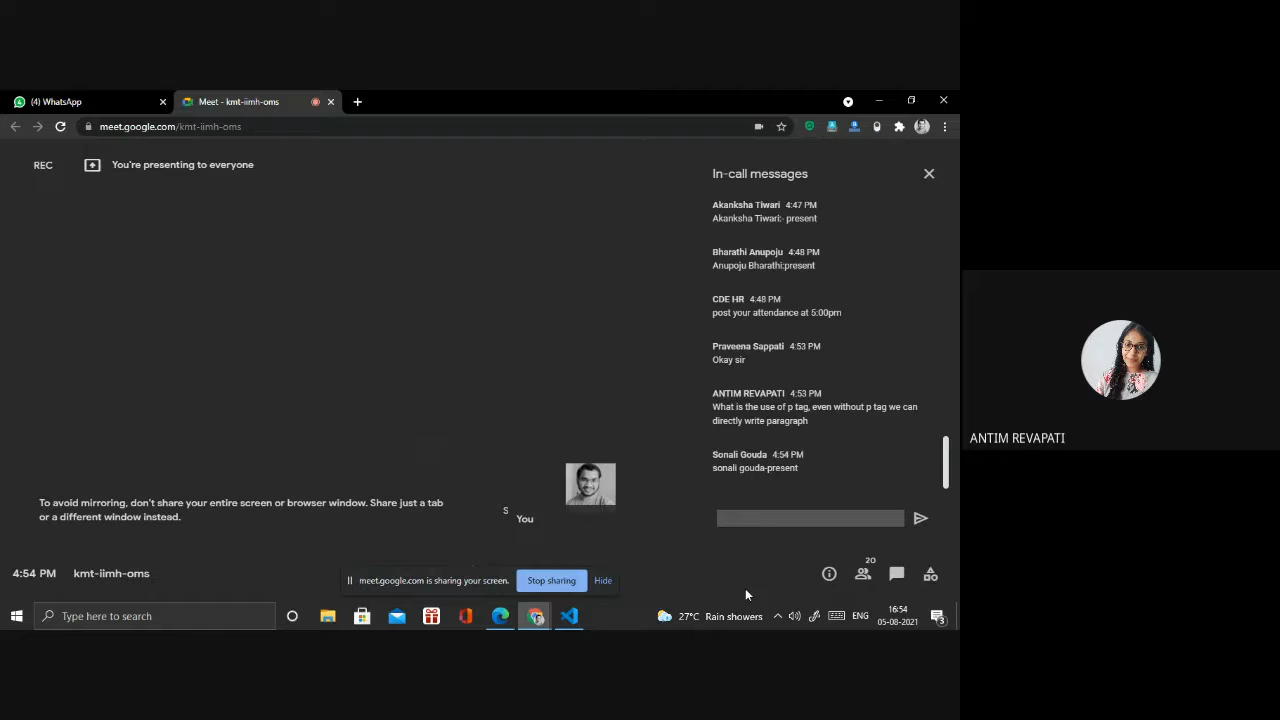 (4) WhatsApp
Meet - kmt-iimh-oms
meet.google.com/kmt-iimh-oms
REC
You're presenting to everyone
In-call messages
Akanksha Tiwari 4:47 PM
Akanksha Tiwari:- present
Bharathi Anupoju 4:48 PM
Anupoju Bharathi:present
CDE HR 4:48 PM
post your attendance at 5:00pm
Praveena Sappati 4:53 PM
Okay sir
ANTIM REVAPATI 4:53 PM
What is the use of p tag, even without p tag we can
directly write paragraph
Sonali Gouda 4:54 PM
sonali gouda-present
To avoid mirroring, don't share your entire screen or browser window. Share just a tab
or a different window instead.
S
You
4:54 PM kmt-iimh-oms
meet.google.com is sharing your screen.
Stop sharing
Hide
20
Type here to search
27°C Rain showers
ENG
16:54
05-08-2021
3
ANTIM REVAPATI